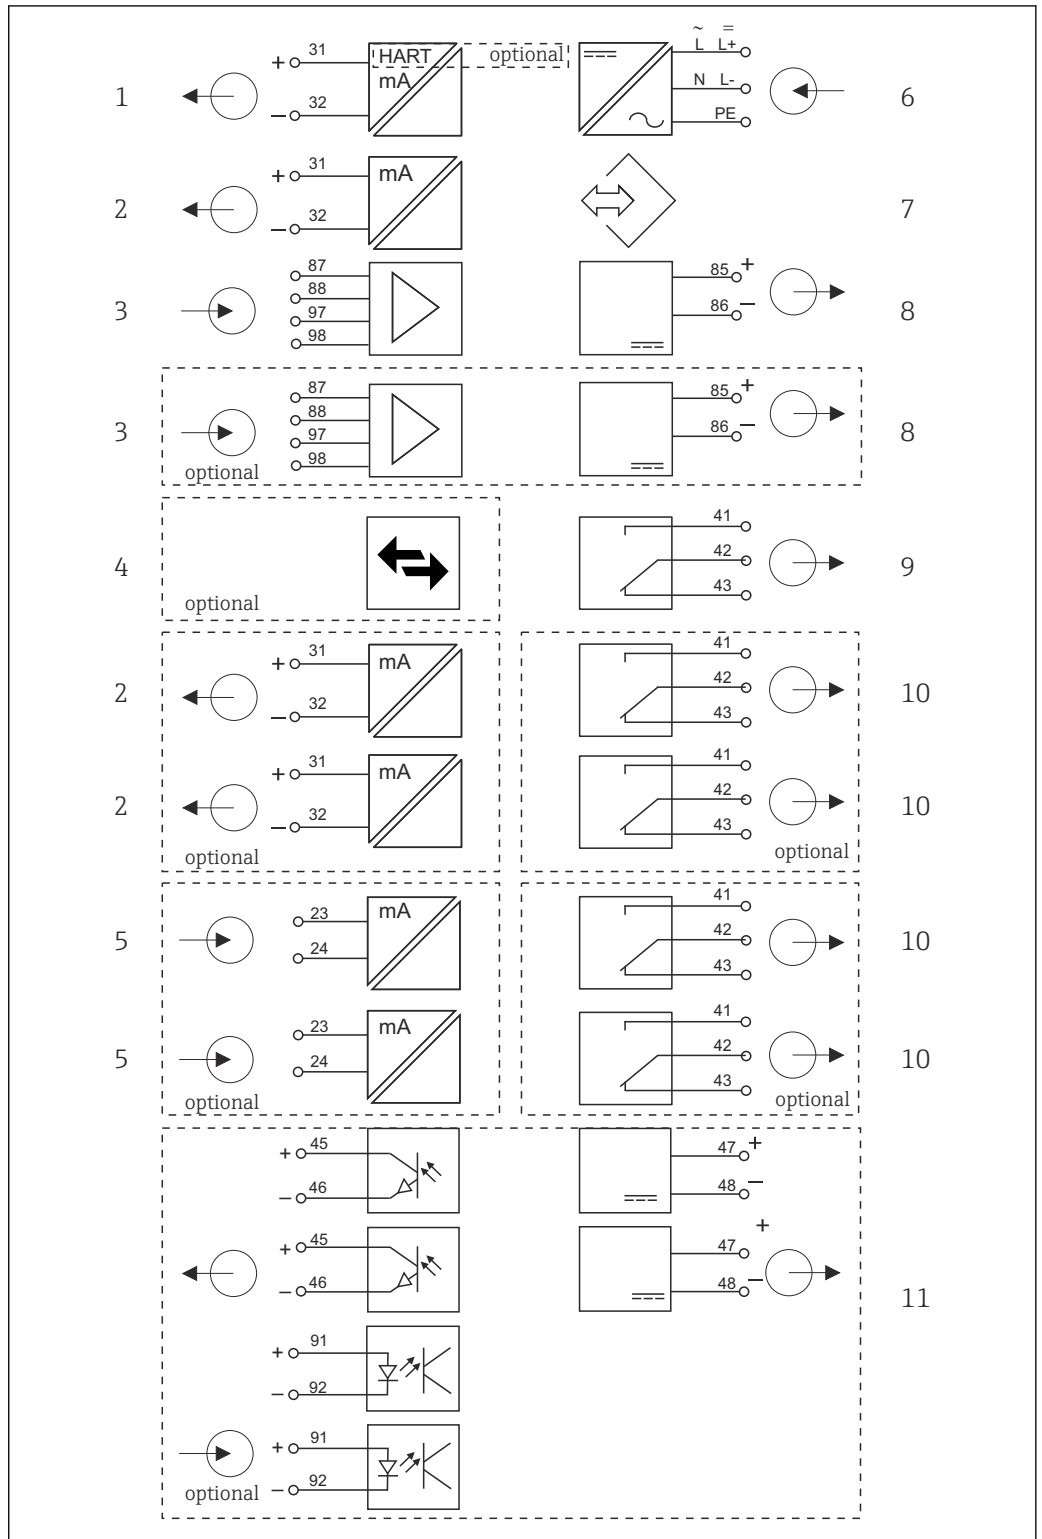 ~ =
31 HART optional L L+
+
1 mA N L- 6
32
− PE
31
+ mA
2 7
32
−
87 85 +
88
3 97 86 − 8
98
87 85 +
88
3 97 86 − 8
98
optional
41
4 42 9
optional 43
31 41
+ mA
2 42 10
32 43
−
31 41
+ mA
2 42 10
32 43
−
optional optional
23 mA 41
5 24 42 10
43
23 mA 41
5 24 42 10
43
optional optional
+ 45 47 +
− 46 48 −
+ 45 47 +
− 46 48 −
11
+ 91
− 92
+ 91
optional − 92